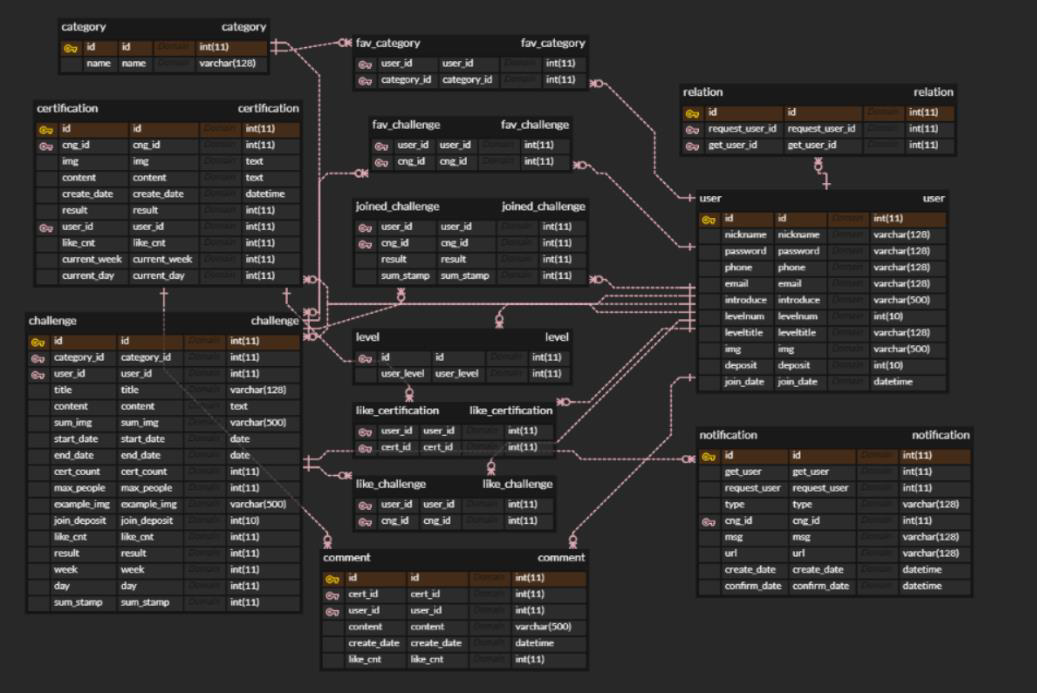 category category
id id Domain int(11)
name name Domain varchar(128)
fav_category fav_category
user_id user_id Domain int(11)
category_id category_id Domain int(11)
relation relation
id id Domain int(11)
request_user_id request_user_id Domain int(11)
get_user_id get_user_id Domain int(11)
certification certification
id id Domain int(11)
cng_id cng_id Domain int(11)
img img Domain text
content content Domain text
create_date create_date Domain datetime
result result Domain int(11)
user_id user_id Domain int(11)
like_cnt like_cnt Domain int(11)
current_week current_week Domain int(11)
current_day current_day Domain int(11)
fav_challenge fav_challenge
user_id user_id Domain int(11)
cng_id cng_id Domain int(11)
joined_challenge joined_challenge
user_id user_id Domain int(11)
cng_id cng_id Domain int(11)
result result Domain int(11)
sum_stamp sum_stamp Domain int(11)
user user
id id Domain int(11)
nickname nickname Domain varchar(128)
password password Domain varchar(128)
phone phone Domain varchar(128)
email email Domain varchar(128)
introduce introduce Domain varchar(500)
levelnum levelnum Domain int(10)
leveltitle leveltitle Domain varchar(128)
img img Domain varchar(500)
deposit deposit Domain int(10)
join_date join_date Domain datetime
challenge challenge
id id Domain int(11)
category_id category_id Domain int(11)
user_id user_id Domain int(11)
title title Domain varchar(128)
content content Domain text
sum_img sum_img Domain varchar(500)
start_date start_date Domain date
end_date end_date Domain date
cert_count cert_count Domain int(11)
max_people max_people Domain int(11)
example_img example_img Domain varchar(500)
join_deposit join_deposit Domain int(10)
like_cnt like_cnt Domain int(11)
result result Domain int(11)
week week Domain int(11)
day day Domain int(11)
sum_stamp sum_stamp Domain int(11)
level level
id id Domain int(11)
user_level user_level Domain int(11)
like_certification like_certification
user_id user_id Domain int(11)
cert_id cert_id Domain int(11)
like_challenge like_challenge
user_id user_id Domain int(11)
cng_id cng_id Domain int(11)
notification notification
id id Domain int(11)
get_user get_user Domain int(11)
request_user request_user Domain int(11)
type type Domain varchar(128)
cng_id cng_id Domain int(11)
msg msg Domain varchar(128)
url url Domain varchar(128)
create_date create_date Domain datetime
confirm_date confirm_date Domain datetime
comment comment
id id Domain int(11)
cert_id cert_id Domain int(11)
user_id user_id Domain int(11)
content content Domain varchar(500)
create_date create_date Domain datetime
like_cnt like_cnt Domain int(11)